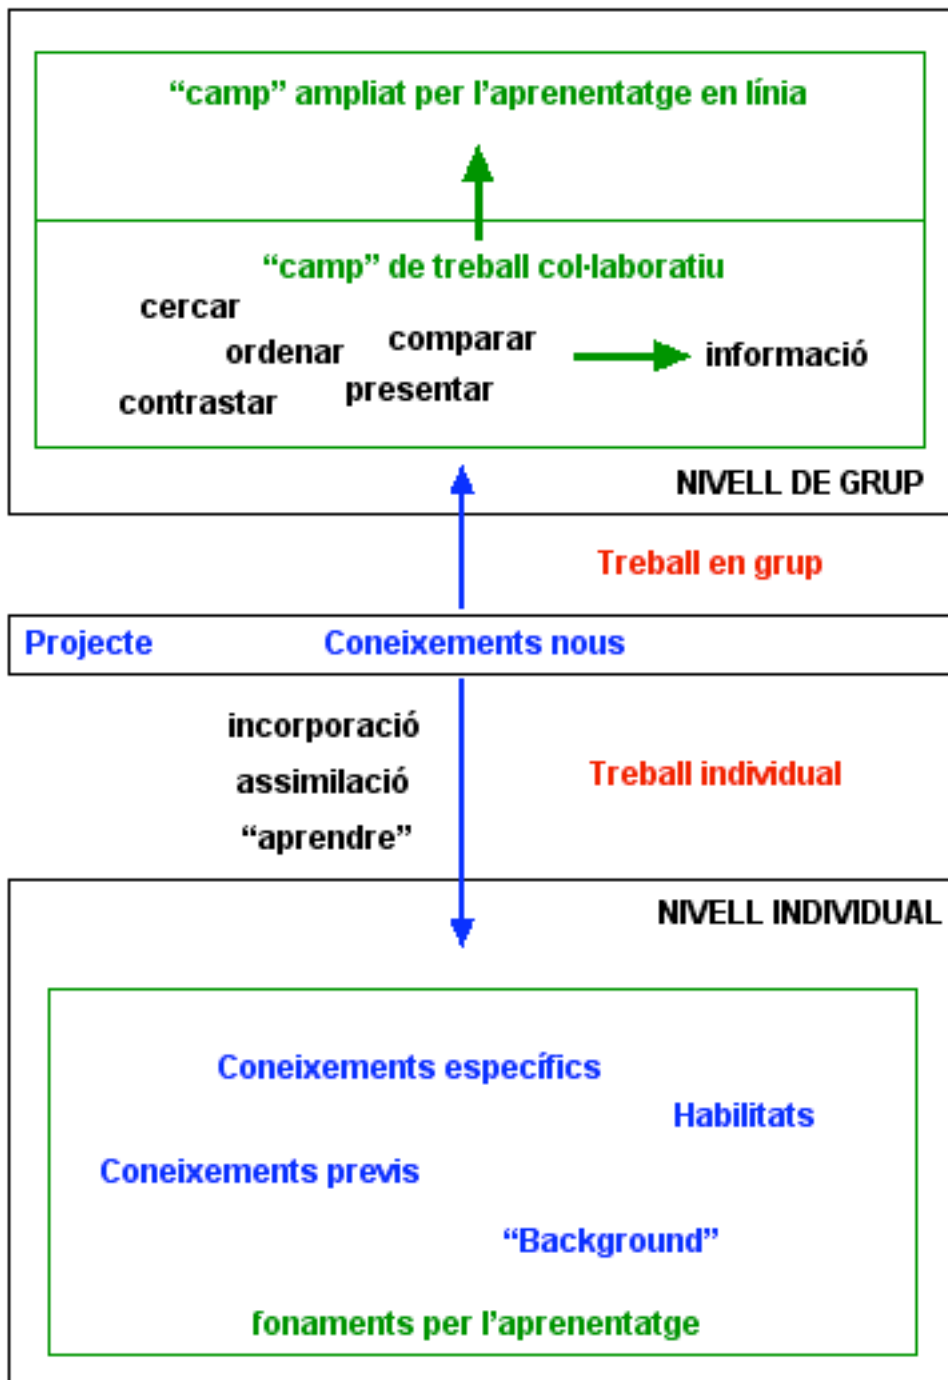 “camp” ampliat per l’aprenentatge en línia
“camp” de treball col·laboratiu
cercar
ordenar
comparar
contrastar
presentar
informació
NIVELL DE GRUP
Treball en grup
Projecte
Coneixements nous
incorporació
assimilació
“aprendre”
Treball individual
NIVELL INDIVIDUAL
Coneixements específics
Habilitats
Coneixements previs
“Background”
fonaments per l’aprenentatge